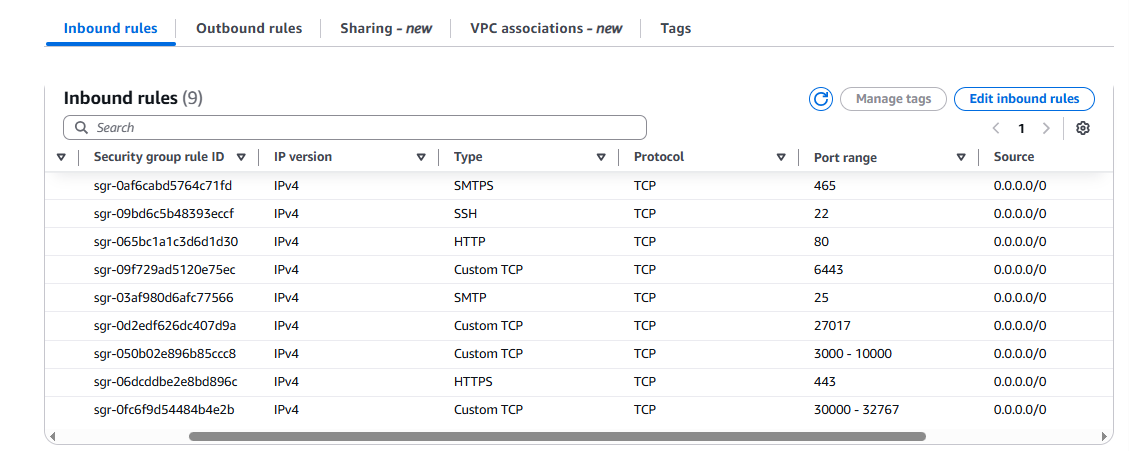 Inbound rules Outbound rules Sharing - new VPC associations - new Tags
Inbound rules (9) Manage tags Edit inbound rules
Search 1
Security group rule ID IP version Type Protocol Port range Source
sgr-0af6cabd5764c71fd IPv4 SMTPS TCP 465 0.0.0.0/0
sgr-09bd6c5b48393eccf IPv4 SSH TCP 22 0.0.0.0/0
sgr-065bc1a1c3d6d1d30 IPv4 HTTP TCP 80 0.0.0.0/0
sgr-09f729ad5120e75ec IPv4 Custom TCP TCP 6443 0.0.0.0/0
sgr-03af980d6afc77566 IPv4 SMTP TCP 25 0.0.0.0/0
sgr-0d2edf626dc407d9a IPv4 Custom TCP TCP 27017 0.0.0.0/0
sgr-050b02e896b85ccc8 IPv4 Custom TCP TCP 3000 - 10000 0.0.0.0/0
sgr-06dcddbe2e8bd896c IPv4 HTTPS TCP 443 0.0.0.0/0
sgr-0fc6f9d54484b4e2b IPv4 Custom TCP TCP 30000 - 32767 0.0.0.0/0